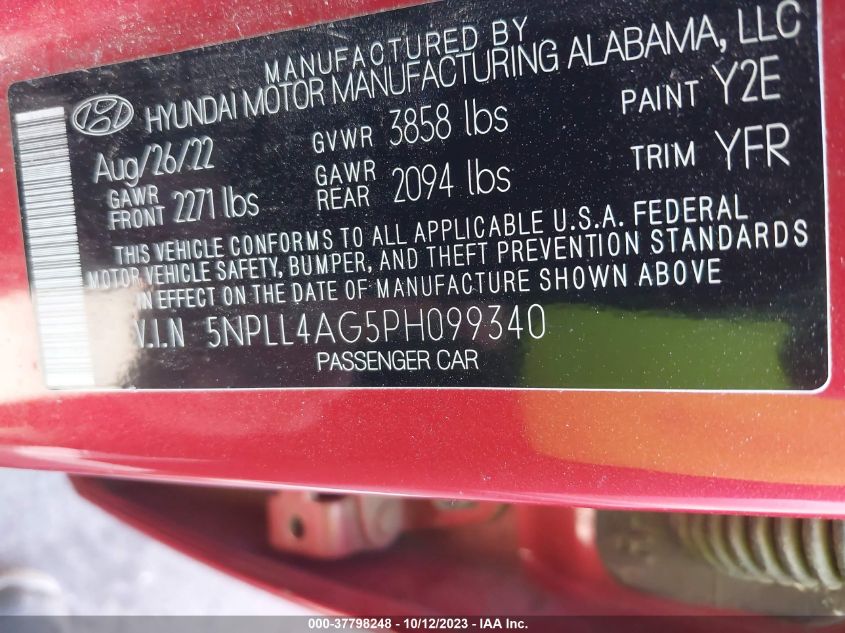 MANUFACTURED BY
HYUNDAI MOTOR MANUFACTURING ALABAMA, LLC
Aug/26/22 GVWR 3858 lbs PAINT Y2E
GAWR FRONT 2271 lbs GAWR REAR 2094 lbs TRIM YFR
THIS VEHICLE CONFORMS TO ALL APPLICABLE U.S.A. FEDERAL
MOTOR VEHICLE SAFETY, BUMPER, AND THEFT PREVENTION STANDARDS
IN EFFECT ON THE DATE OF MANUFACTURE SHOWN ABOVE
V.I.N 5NPLL4AG5PH099340
PASSENGER CAR
000-37798248 - 10/12/2023 - © IAA Inc.